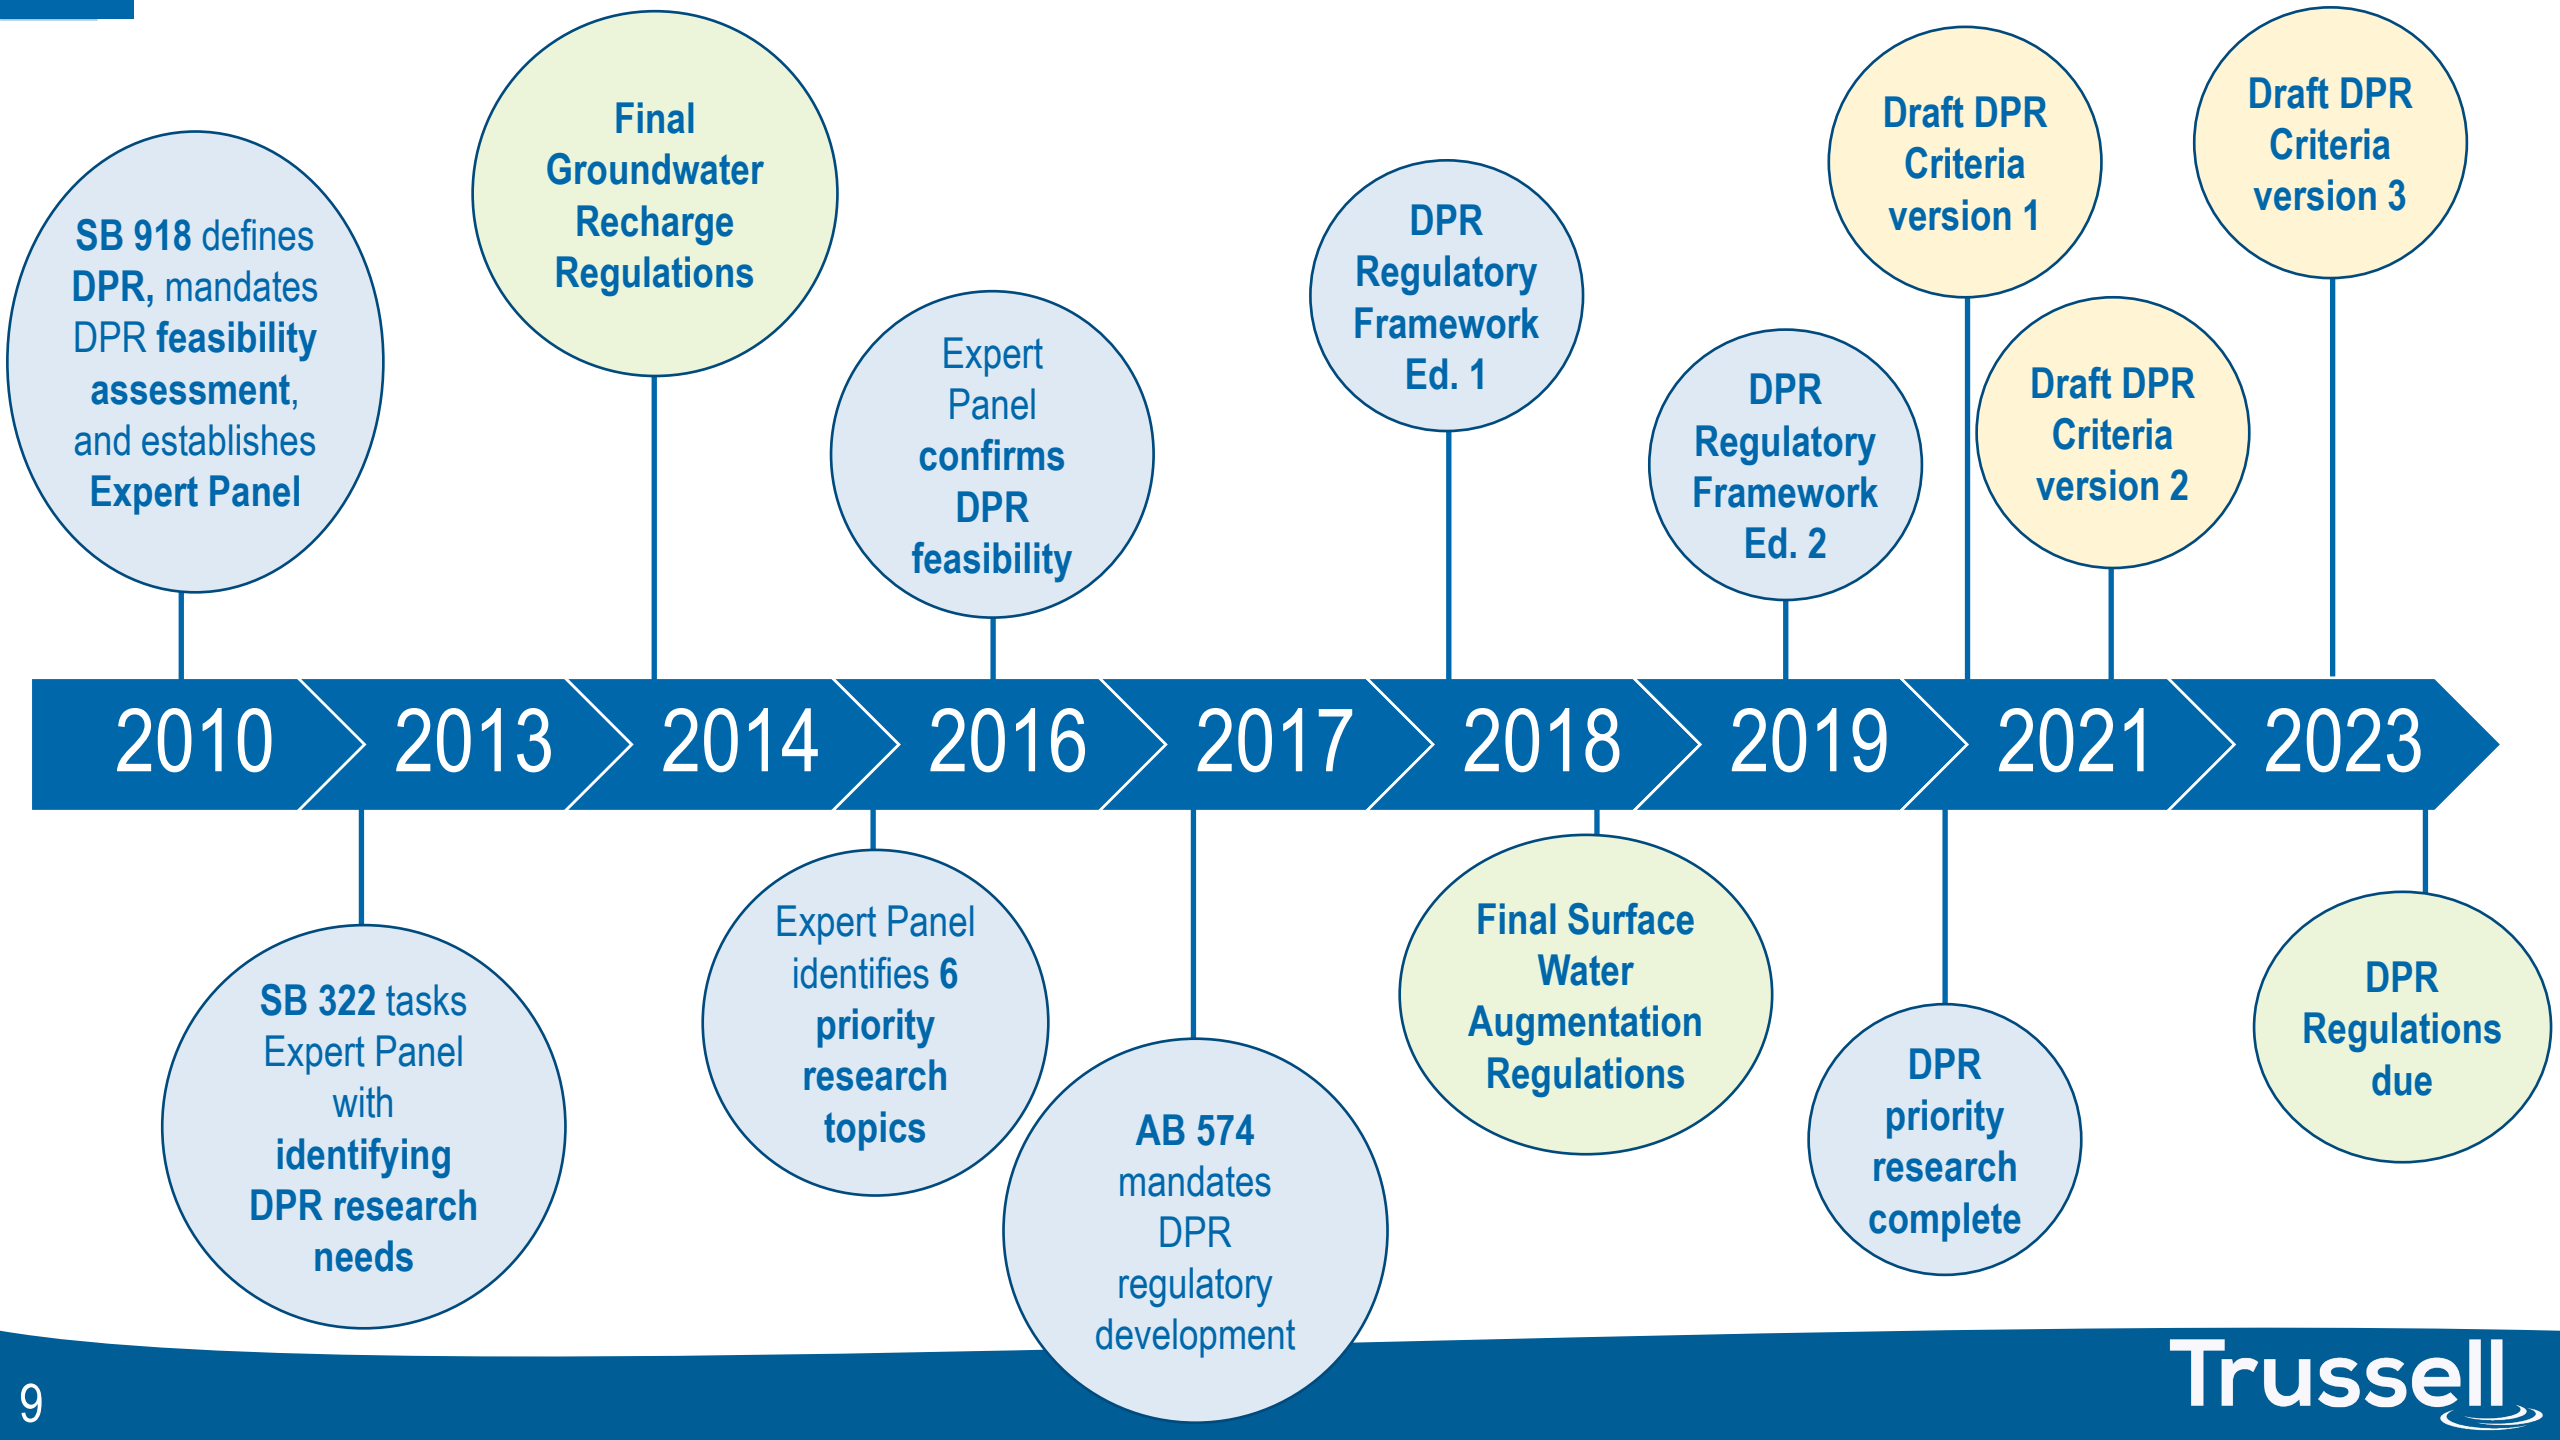 SB 918 defines
DPR, mandates
DPR feasibility
assessment,
and establishes
Expert Panel
Final
Groundwater
Recharge
Regulations
Expert
Panel
confirms
DPR
feasibility
DPR
Regulatory
Framework
Ed. 1
DPR
Regulatory
Framework
Ed. 2
Draft DPR
Criteria
version 1
Draft DPR
Criteria
version 2
Draft DPR
Criteria
version 3
2010
2013
2014
2016
2017
2018
2019
2021
2023
SB 322 tasks
Expert Panel
with
identifying
DPR research
needs
Expert Panel
identifies 6
priority
research
topics
AB 574
mandates
DPR
regulatory
development
Final Surface
Water
Augmentation
Regulations
DPR
priority
research
complete
DPR
Regulations
due
9
Trussell